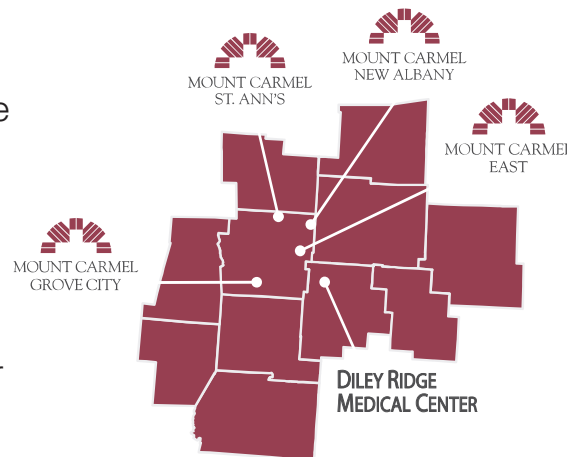 MOUNT CARMEL
NEW ALBANY
MOUNT CARMEL
ST. ANN'S
MOUNT CARMEL
EAST
MOUNT CARMEL
GROVE CITY
DILEY RIDGE
MEDICAL CENTER